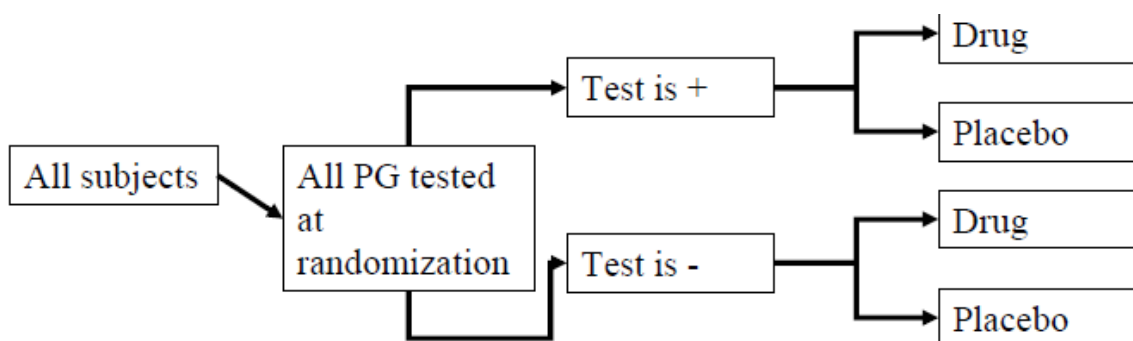 All subjects
All PG tested
at
randomization
Test is +
Drug
Placebo
Test is -
Drug
Placebo